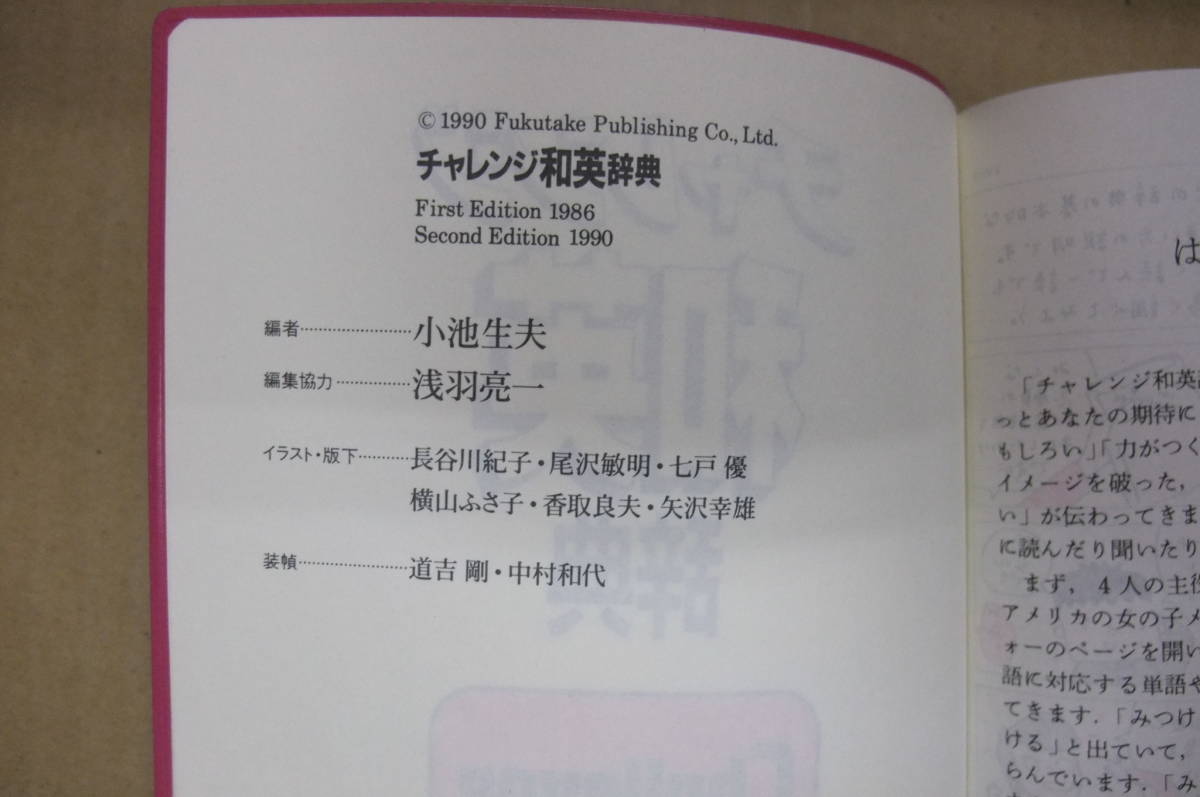 © 1990 Fukutake Publishing Co., Ltd.
チャレンジ和英辞典
First Edition 1986
Second Edition 1990
編者……………………小池生夫
編集協力……………浅羽亮一
イラスト・版下…………長谷川紀子・尾沢敏明・七戸 優
横山ふさ子・香取良夫・矢沢幸雄
装幀……………………道吉 剛・中村和代
は
「チャレンジ和英
っとあなたの期待に
もしろい」「力がつく
イメージを破った，
い」が伝わってきま
に読んだり聞いたり
まず，4人の主役
アメリカの女の子メ
ォーのページを開い
語に対応する単語や
てきます．「みつけ
ける」と出ていて，
らんでいます．「み